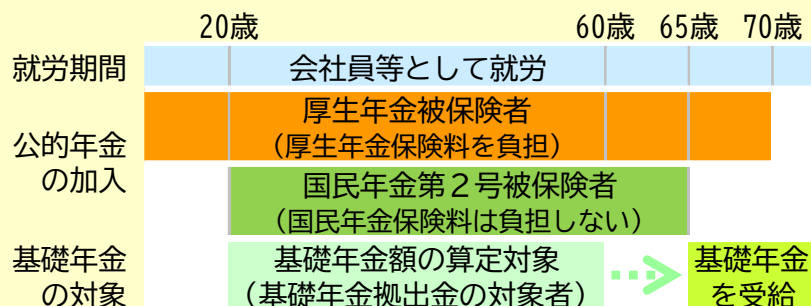 20歳 60歳 65歳 70歳
就労期間 会社員等として就労
厚生年金被保険者
（厚生年金保険料を負担）
公的年金
の加入
国民年金第２号被保険者
（国民年金保険料は負担しない）
基礎年金
の対象
基礎年金額の算定対象
（基礎年金拠出金の対象者）
基礎年金
を受給